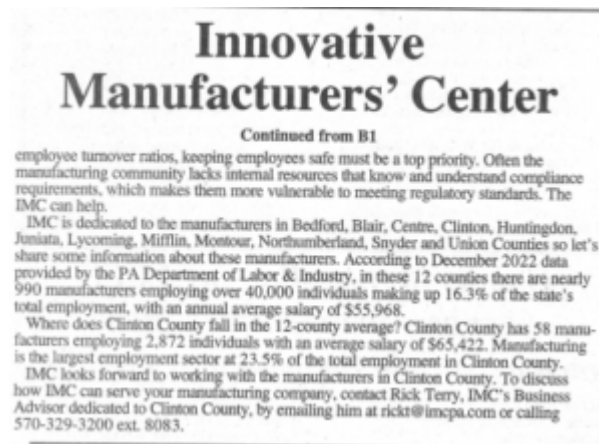 Innovative
Manufacturers' Center
Continued from B1
employee turnover ratios, keeping employees safe must be a top priority. Often the
manufacturing community lacks internal resources that know and understand compliance
requirements, which makes them more vulnerable to meeting regulatory standards. The
IMC can help.
IMC is dedicated to the manufacturers in Bedford, Blair, Centre, Clinton, Huntingdon,
Juniata, Lycoming, Mifflin, Montour, Northumberland, Snyder and Union Counties so let's
share some information about these manufacturers. According to December 2022 data
provided by the PA Department of Labor & Industry, in these 12 counties there are nearly
990 manufacturers employing over 40,000 individuals making up 16.3% of the state's
total employment, with an annual average salary of $55,968.
Where does Clinton County fall in the 12-county average? Clinton County has 58 manu-
facturers employing 2,872 individuals with an average salary of $65,422. Manufacturing
is the largest employment sector at 23.5% of the total employment in Clinton County.
IMC looks forward to working with the manufacturers in Clinton County. To discuss
how IMC can serve your manufacturing company, contact Rick Terry, IMC's Business
Advisor dedicated to Clinton County, by emailing him at rickt@imcpa.com or calling
570-329-3200 ext. 8083.